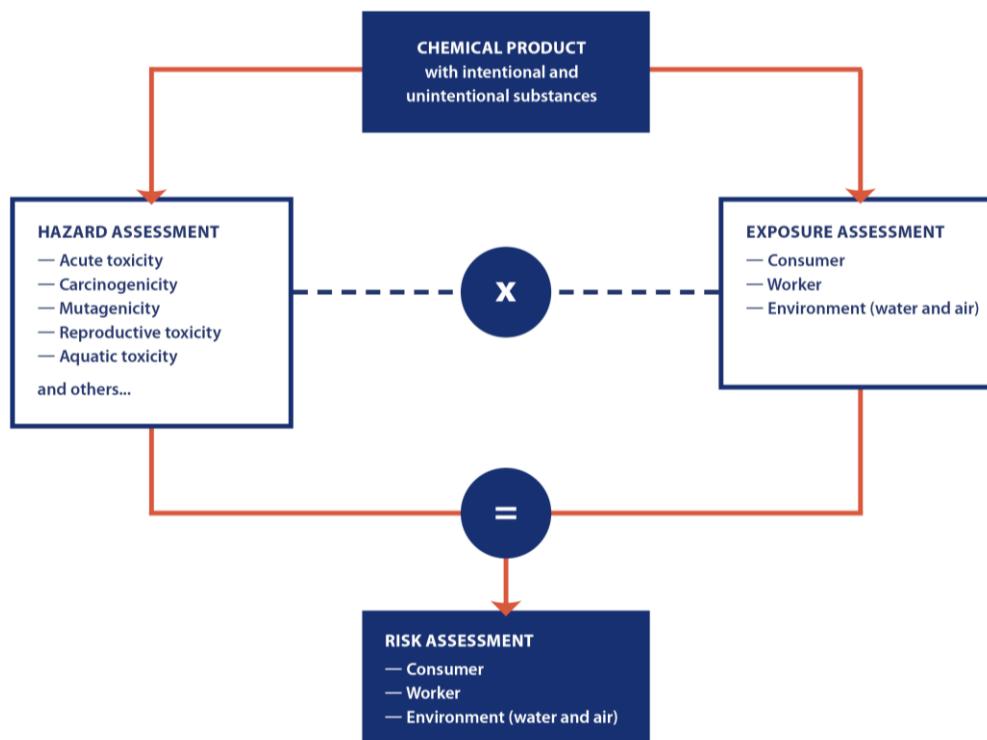 CHEMICAL PRODUCT
with intentional and
unintentional substances
HAZARD ASSESSMENT
— Acute toxicity
— Carcinogenicity
— Mutagenicity
— Reproductive toxicity
— Aquatic toxicity
and others...
x
EXPOSURE ASSESSMENT
— Consumer
— Worker
— Environment (water and air)
=
RISK ASSESSMENT
— Consumer
— Worker
— Environment (water and air)